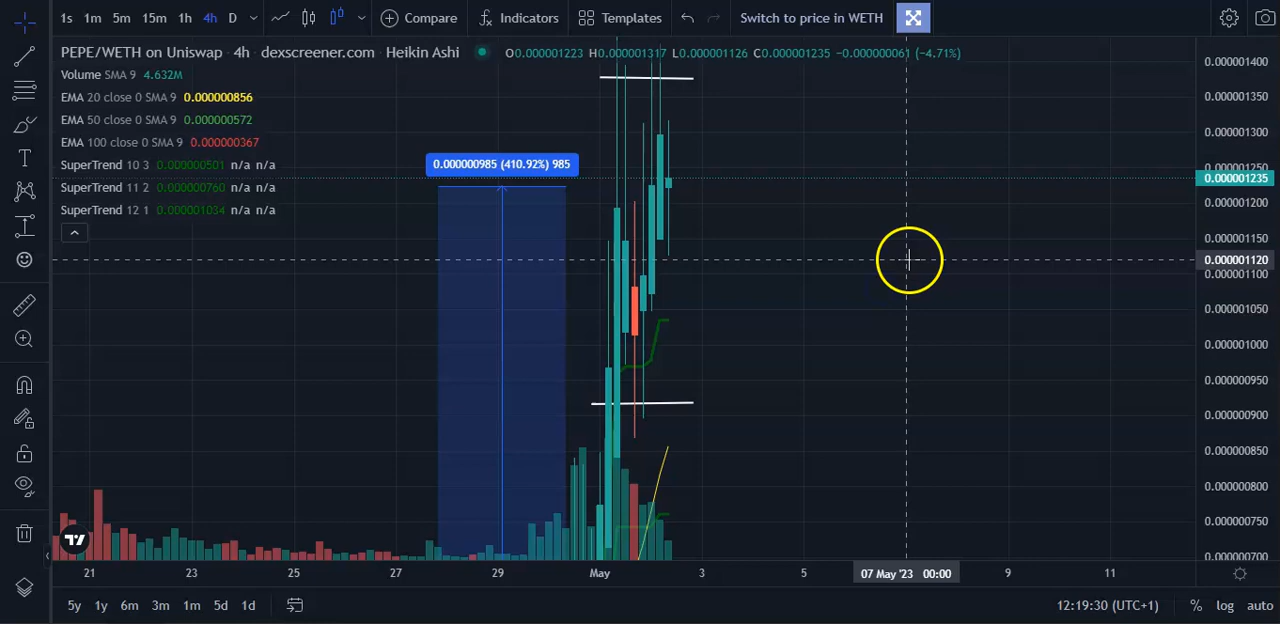 1s 1m 5m 15m 1h 4h D Compare Indicators Templates Switch to price in WETH
PEPE/WETH on Uniswap · 4h · dexscreener.com · Heikin Ashi O0.000001223 H0.000001317 L0.000001126 C0.000001235 −0.000000061 (−4.71%)
Volume SMA 9 4.632M
EMA 20 close 0 SMA 9 0.000000856
EMA 50 close 0 SMA 9 0.000000572
EMA 100 close 0 SMA 9 0.000000367
SuperTrend 10 3 0.000000501 n/a n/a
SuperTrend 11 2 0.000000760 n/a n/a
SuperTrend 12 1 0.000001034 n/a n/a
0.000000985 (410.92%) 985
0.000001400
0.000001350
0.000001300
0.000001250
0.000001235
0.000001200
0.000001150
0.000001120
0.000001100
0.000001050
0.000001000
0.000000950
0.000000900
0.000000850
0.000000800
0.000000750
0.000000700
21 23 25 27 29 May 3 5 07 May '23 00:00 9 11
5y 1y 6m 3m 1m 5d 1d 12:19:30 (UTC+1) % log auto